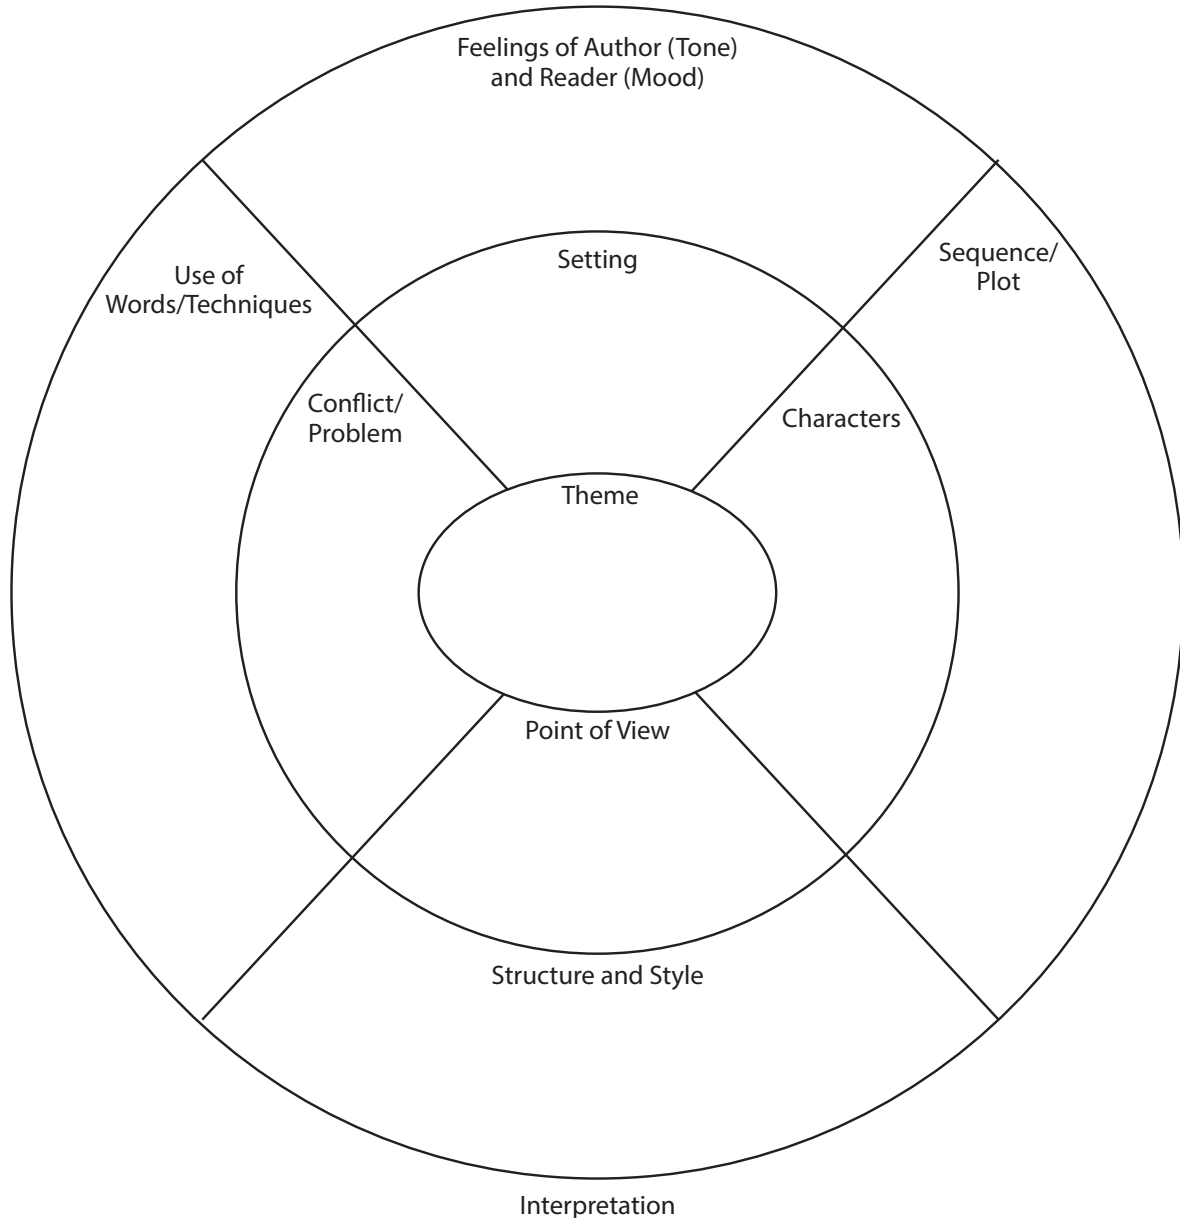 Feelings of Author (Tone)
and Reader (Mood)
Setting
Sequence/
Plot
Use of
Words/Techniques
Conflict/
Problem
Characters
Theme
Point of View
Structure and Style
Interpretation